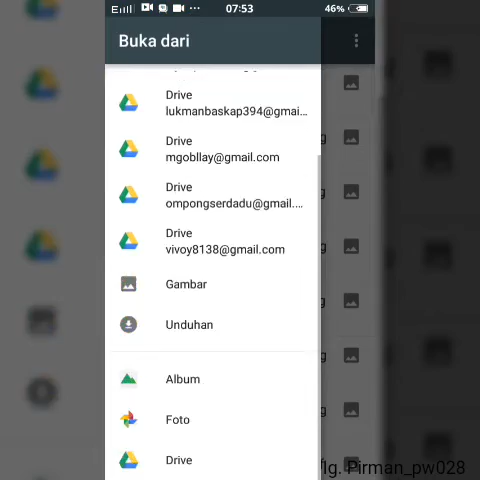 07:53
46%
Buka dari
Drive
lukmanbaskap394@gmai...
Drive
mgobllay@gmail.com
Drive
ompongserdadu@gmail....
Drive
vivoy8138@gmail.com
Gambar
Unduhan
Album
Foto
Drive
Ig. Pirman_pw028